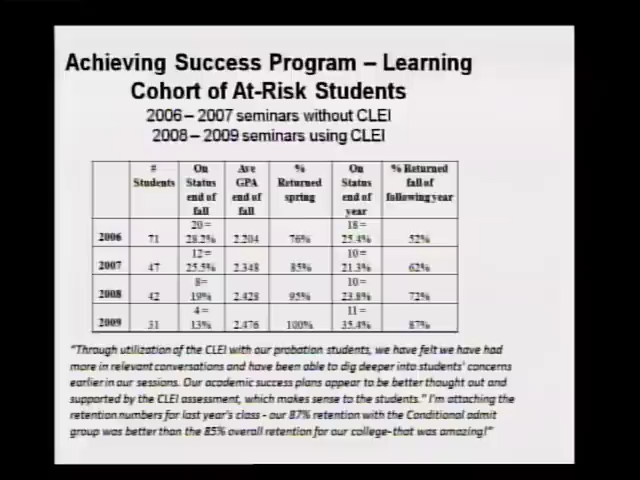 Achieving Success Program – Learning
Cohort of At-Risk Students
2006 – 2007 seminars without CLEI
2008 – 2009 seminars using CLEI
# Students | On Status end of fall | Ave GPA end of fall | % Returned spring | On Status end of year | % Returned fall of following year
2006 | 71 | 20= 28.2% | 2.204 | 76% | 18= 25.4% | 52%
2007 | 47 | 12= 25.5% | 2.348 | 85% | 10= 21.3% | 62%
2008 | 42 | 8= 19% | 2.428 | 95% | 10= 23.8% | 72%
2009 | 31 | 4= 13% | 2.476 | 100% | 11= 35.4% | 87%
"Through utilization of the CLEI with our probation students, we have felt we have had
more in relevant conversations and have been able to dig deeper into students' concerns
earlier in our sessions. Our academic success plans appear to be better thought out and
supported by the CLEI assessment, which makes sense to the students." I'm attaching the
retention numbers for last year's class - our 87% retention with the Conditional admit
group was better than the 85% overall retention for our college-that was amazing!"